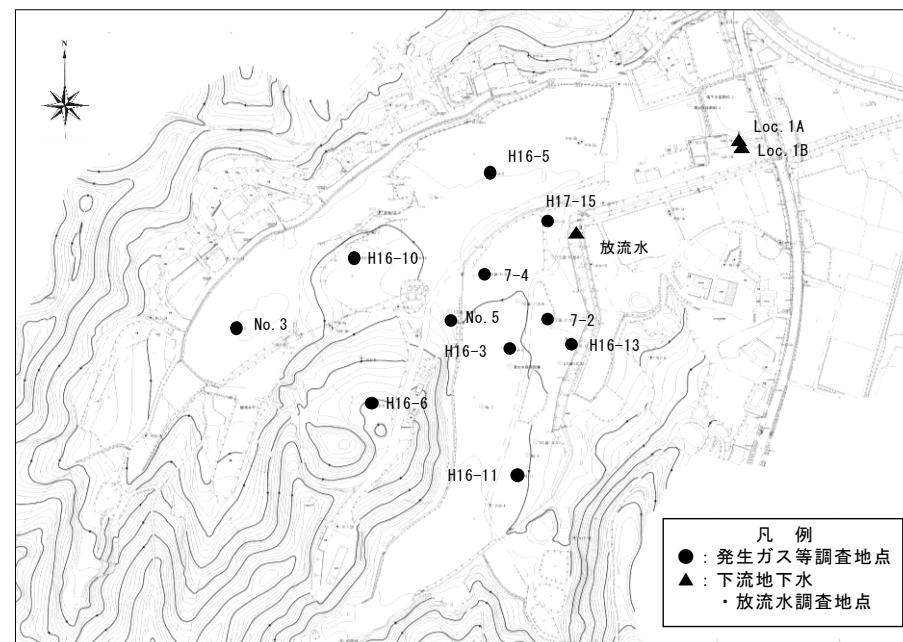 N
Loc.1A
Loc.1B
H16-5
H17-15
放流水
H16-10
7-4
No.3
No.5
7-2
H16-3
H16-13
H16-6
H16-11
凡 例
●:発生ガス等調査地点
▲:下流地下水
・放流水調査地点